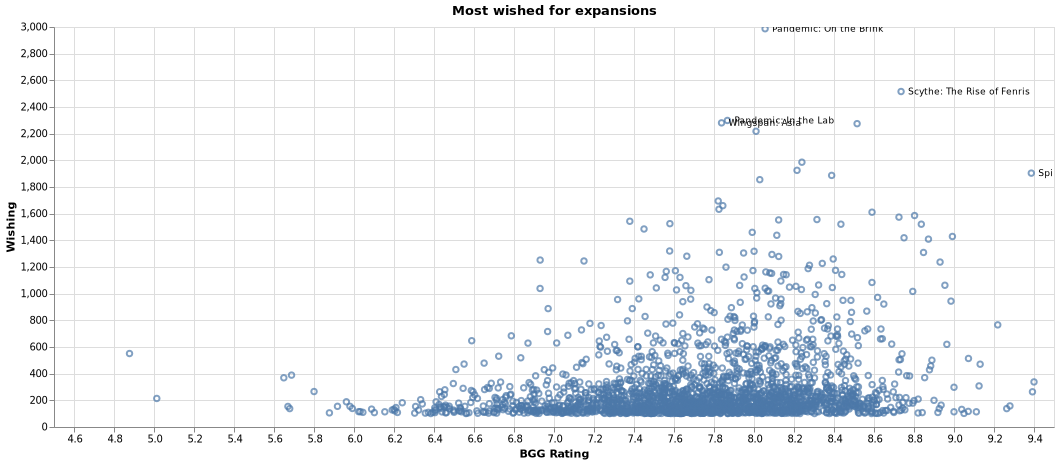 Most wished for expansions
3,000
2,800
2,600
2,400
2,200
2,000
1,800
1,600
1,400
1,200
1,000
800
600
400
200
0
Wishing
Pandemic: On the Brink
Scythe: The Rise of Fenris
Pandemic: In the Lab
Wingspan: Asia
Spi
4.6 4.8 5.0 5.2 5.4 5.6 5.8 6.0 6.2 6.4 6.6 6.8 7.0 7.2 7.4 7.6 7.8 8.0 8.2 8.4 8.6 8.8 9.0 9.2 9.4
BGG Rating